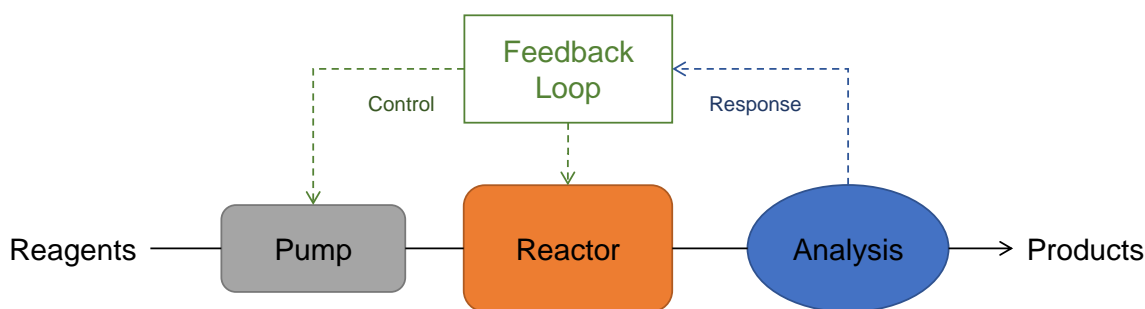 Feedback
Loop
Control
Response
Reagents
Pump
Reactor
Analysis
Products